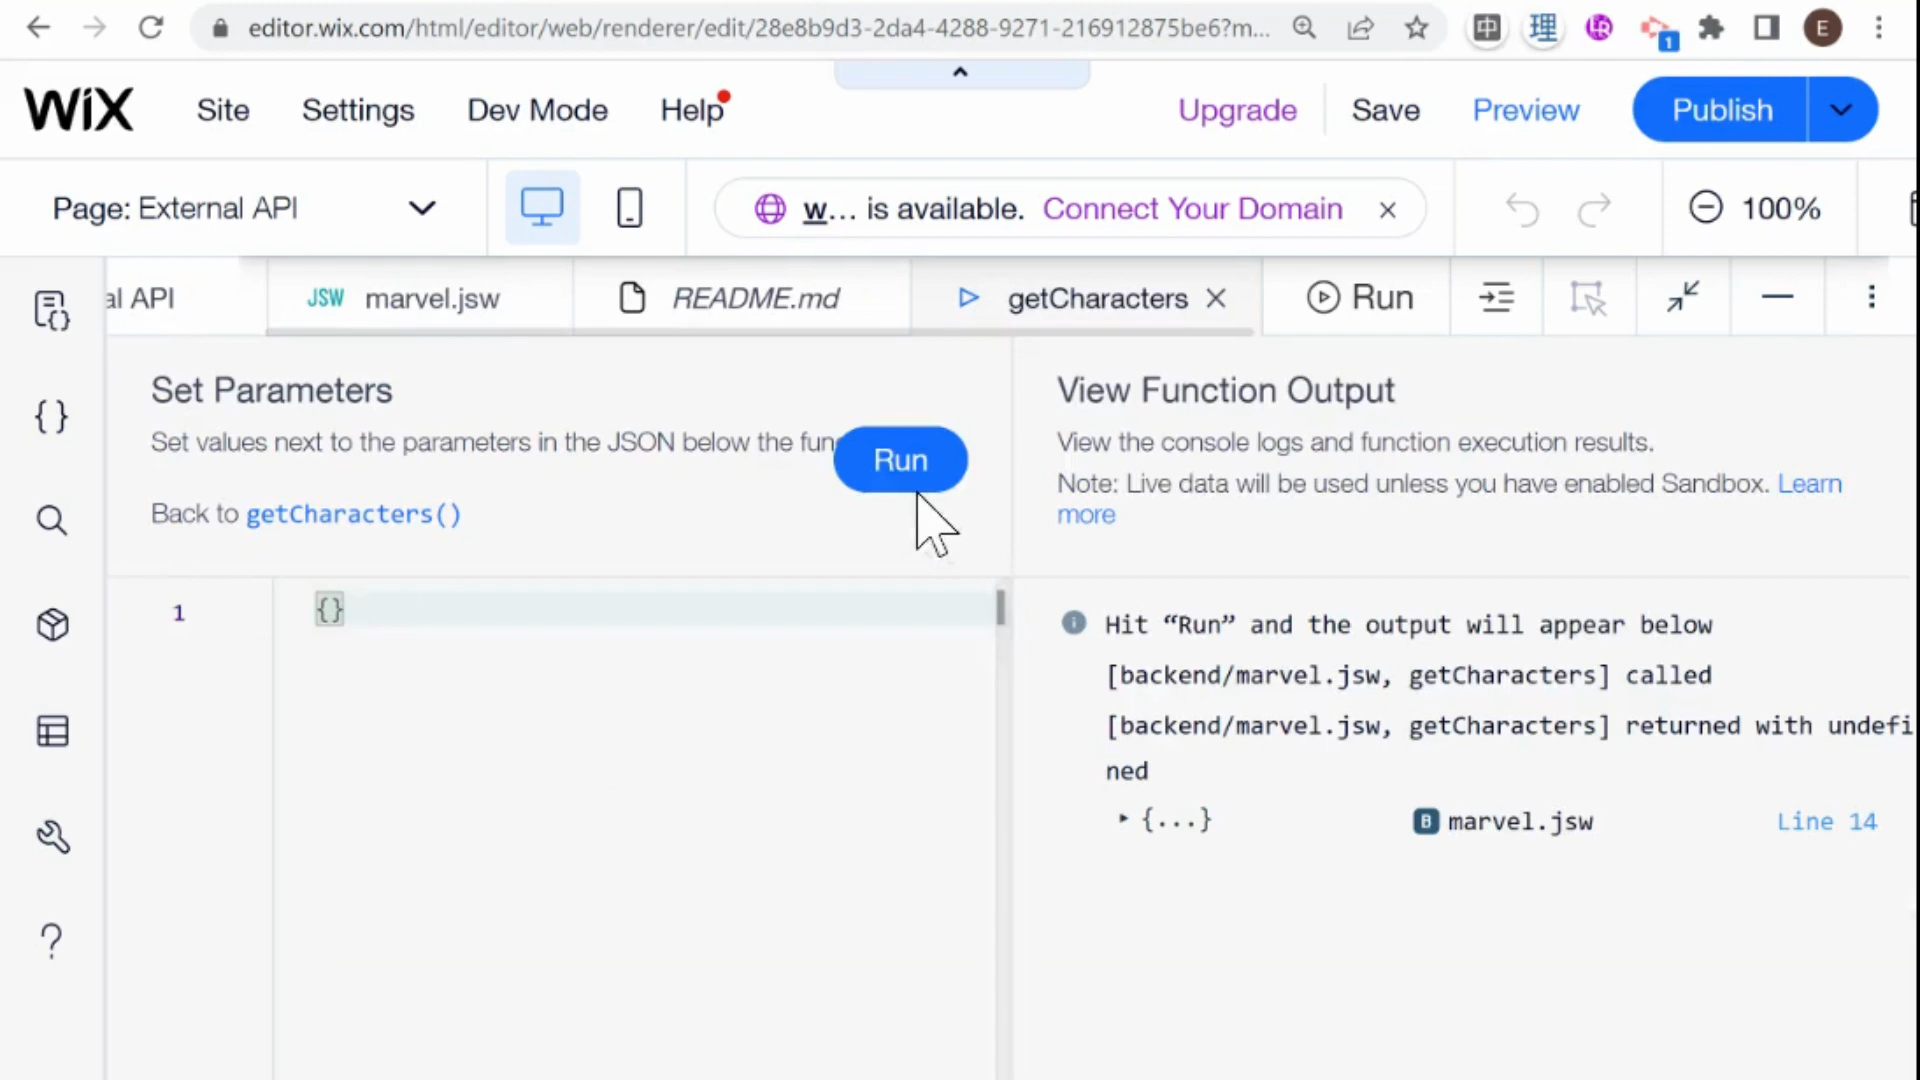 editor.wix.com/html/editor/web/renderer/edit/28e8b9d3-2da4-4288-9271-216912875be6?m...
中 理 1 E
WiX Site Settings Dev Mode Help Upgrade Save Preview Publish
Page: External API w... is available. Connect Your Domain 100%
al API JSW marvel.jsw README.md getCharacters Run
Set Parameters
Set values next to the parameters in the JSON below the fun
Run
Back to getCharacters()
View Function Output
View the console logs and function execution results.
Note: Live data will be used unless you have enabled Sandbox. Learn
more
1 {}
Hit “Run” and the output will appear below
[backend/marvel.jsw, getCharacters] called
[backend/marvel.jsw, getCharacters] returned with undefi
ned
{...} B marvel.jsw Line 14